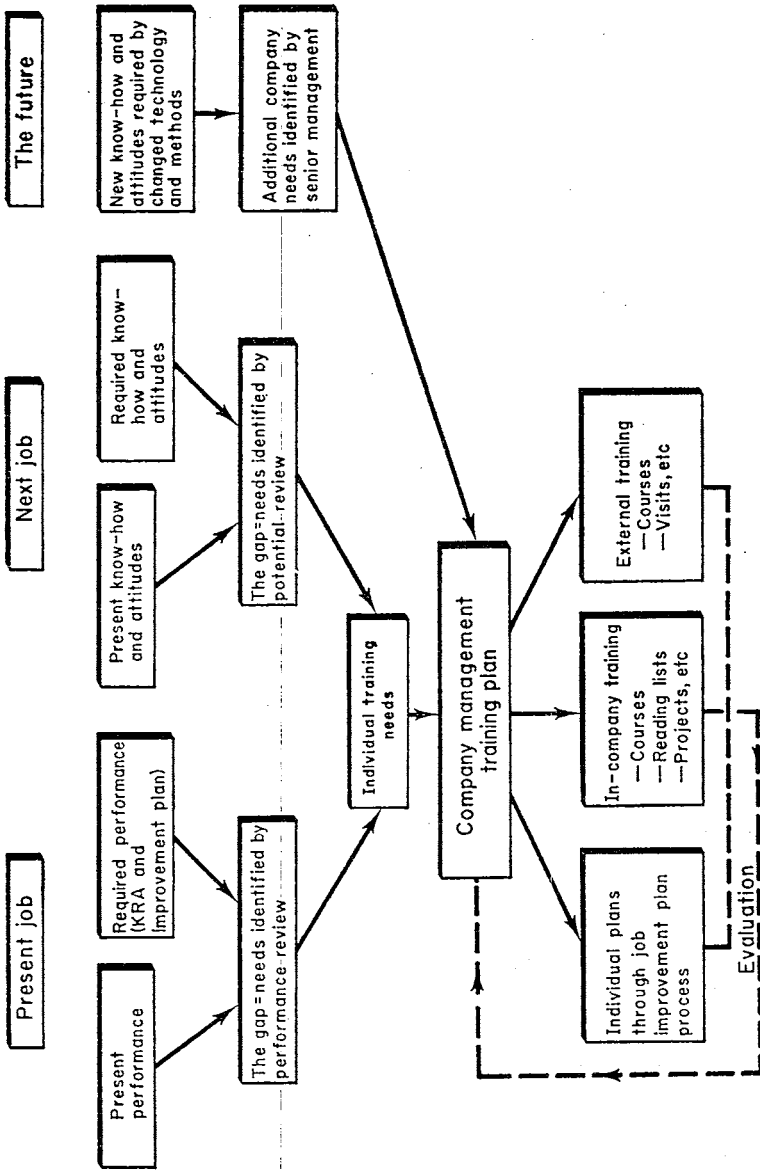 Present job
Next job
The future
Present
performance
Required performance
(KRA and
improvement plan)
Present know-how
and attitudes
Required know-
how and
attitudes
New know-how and
attitudes required by
changed technology
and methods
The gap=needs identified by
performance review
The gap=needs identified by
potential review
Additional company
needs identified by
senior management
Individual training
needs
Company management
training plan
Individual plans
through job
improvement plan
process
In-company training
—Courses
—Reading lists
—Projects, etc
External training
—Courses
—Visits, etc
Evaluation